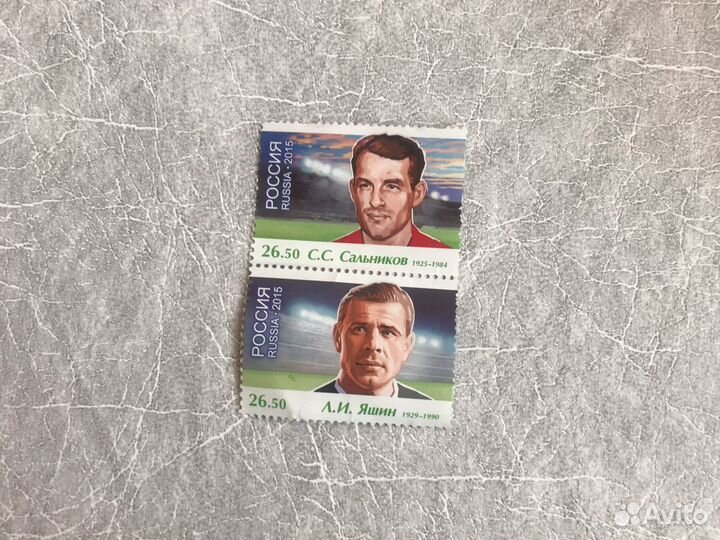 РОССИЯ
RUSSIA • 2015
26.50 С.С. Сальников 1925–1984
РОССИЯ
RUSSIA • 2015
26.50 Л.И. Яшин 1929–1990
Avito